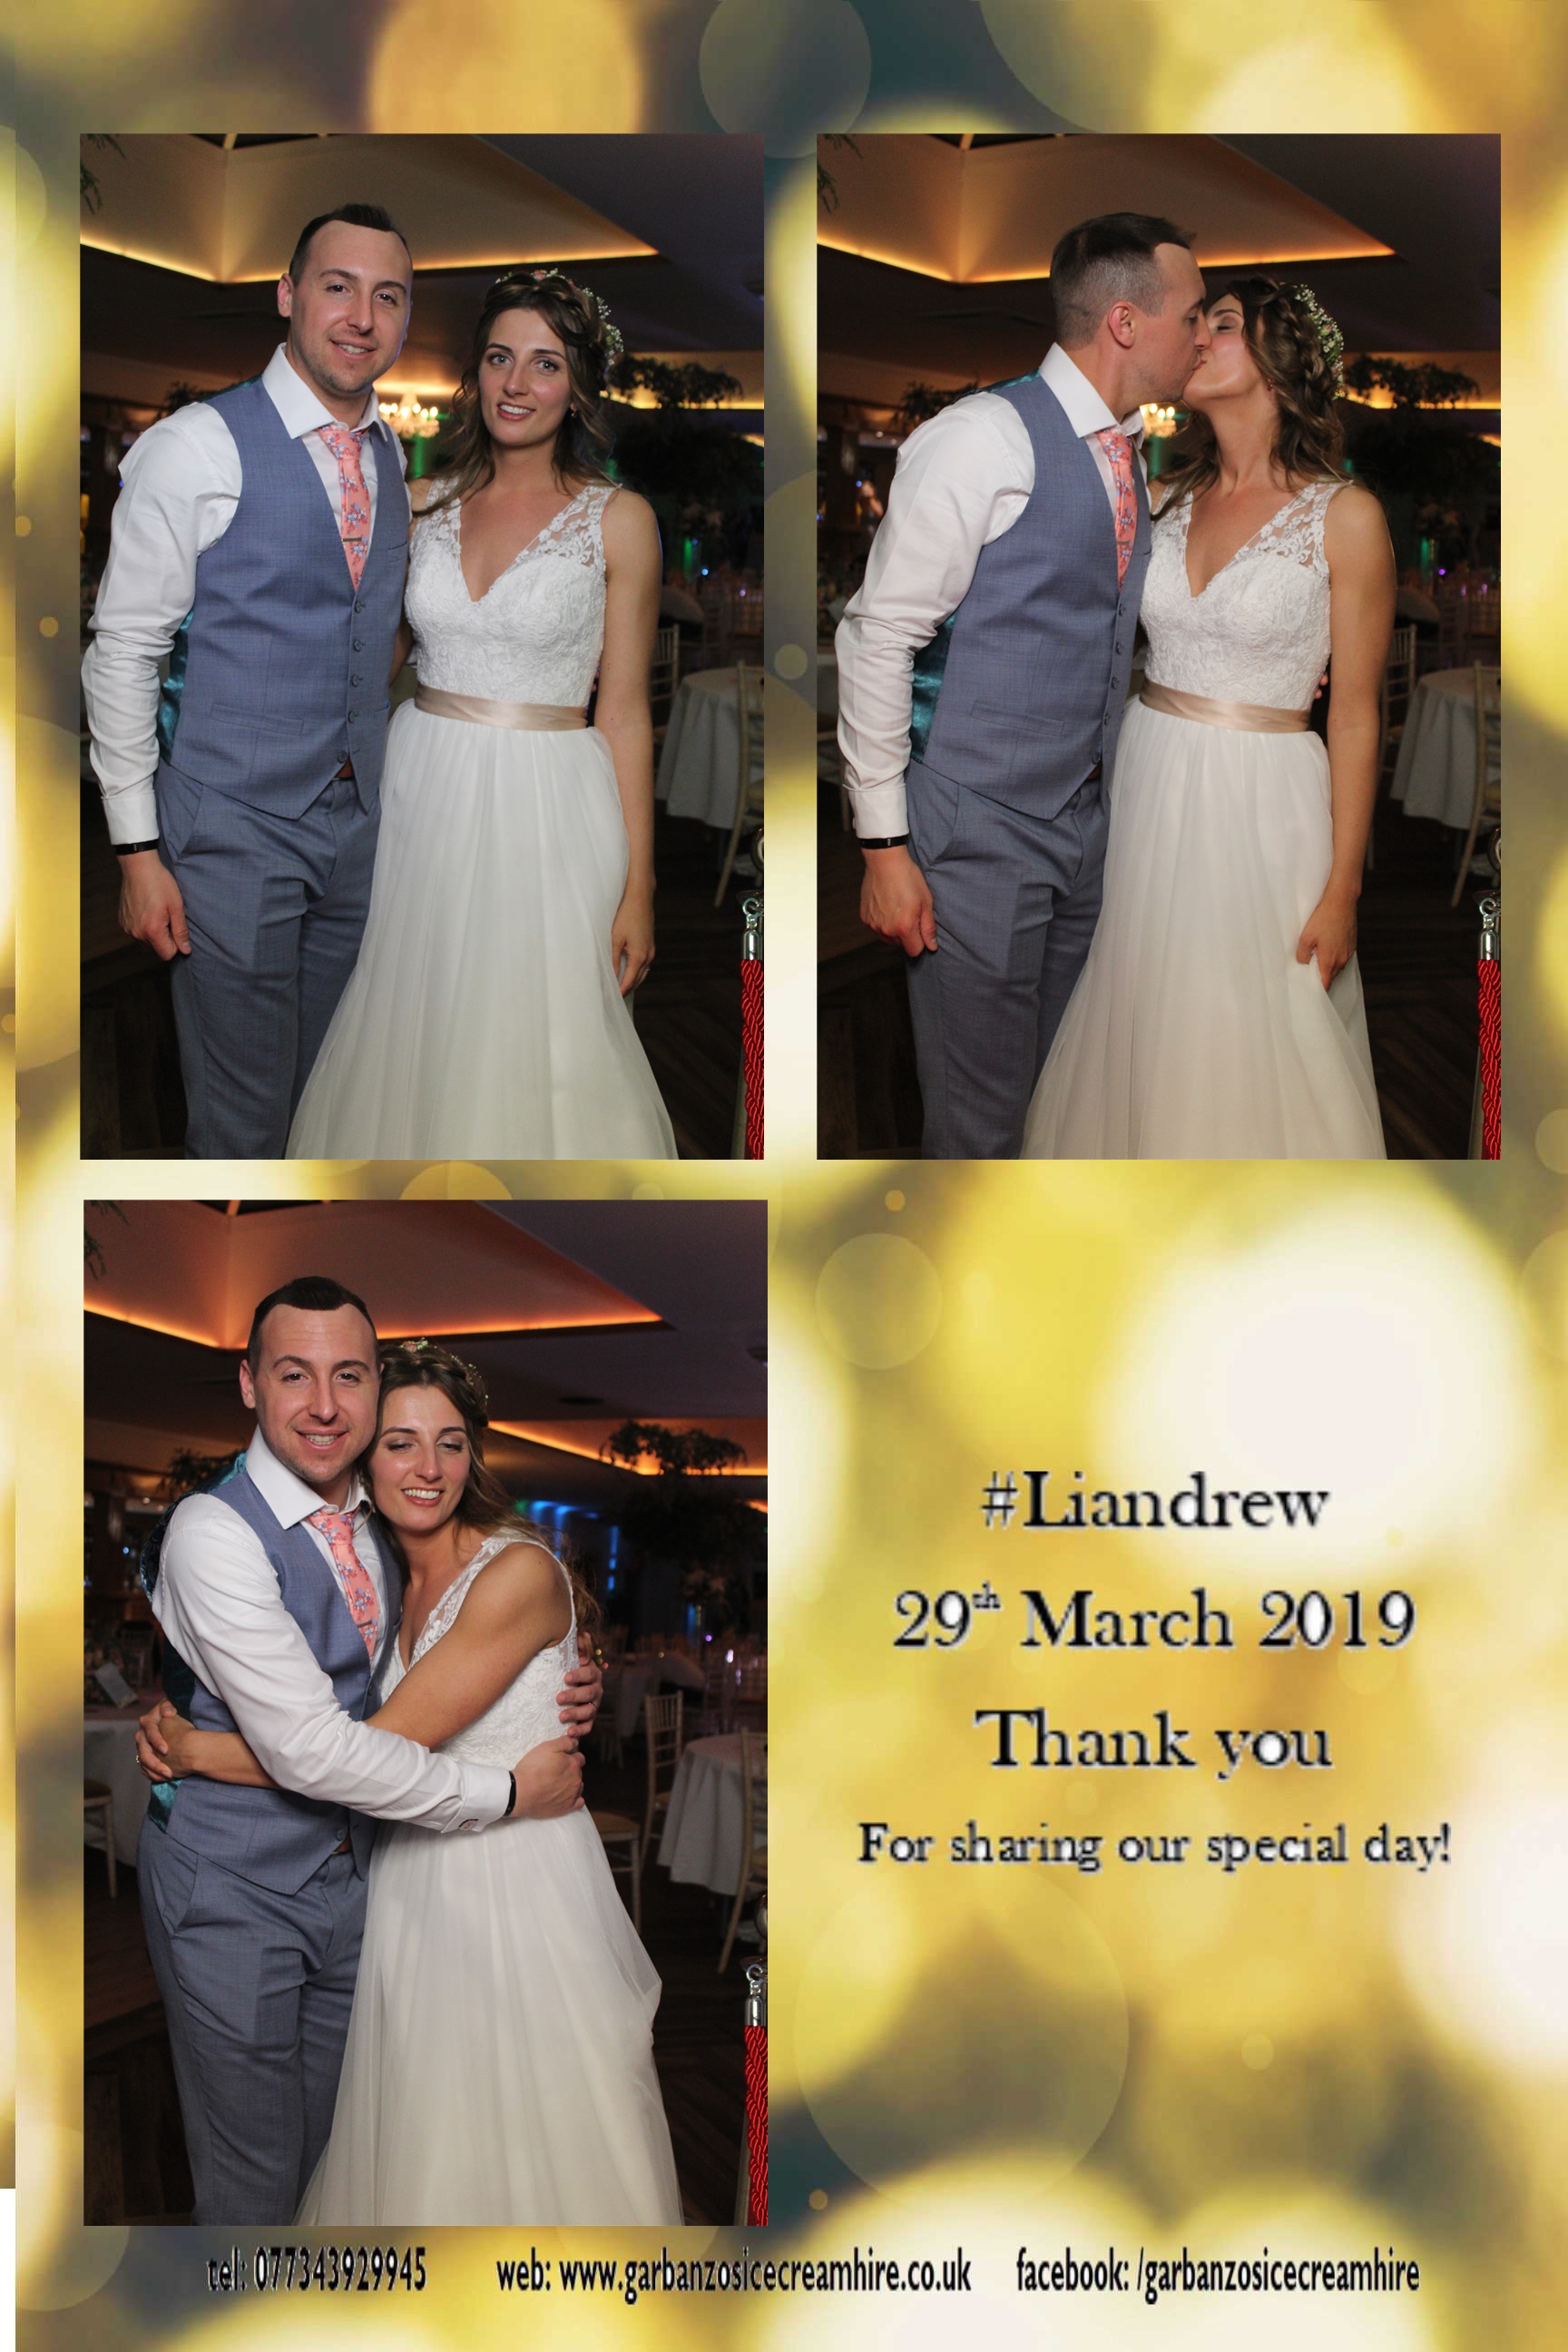 #Liandrew
29th March 2019
Thank you
For sharing our special day!
tel: 077343929945 web: www.garbanzosicecreamhire.co.uk facebook: /garbanzosicecreamhire